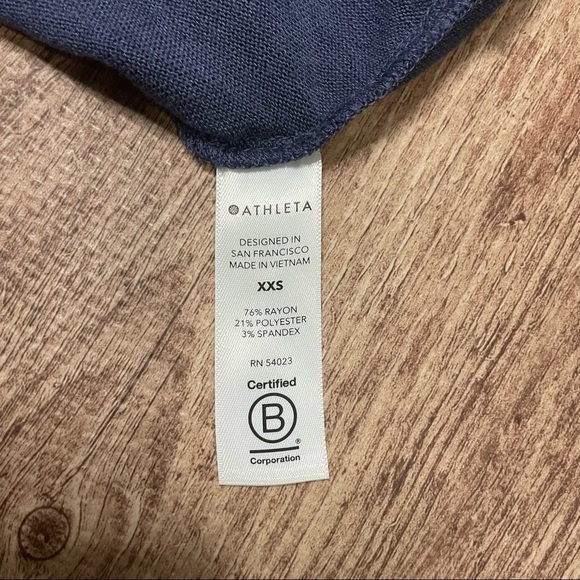 ATHLETA
DESIGNED IN
SAN FRANCISCO
MADE IN VIETNAM
XXS
76% RAYON
21% POLYESTER
3% SPANDEX
RN 54023
Certified
B
®
Corporation